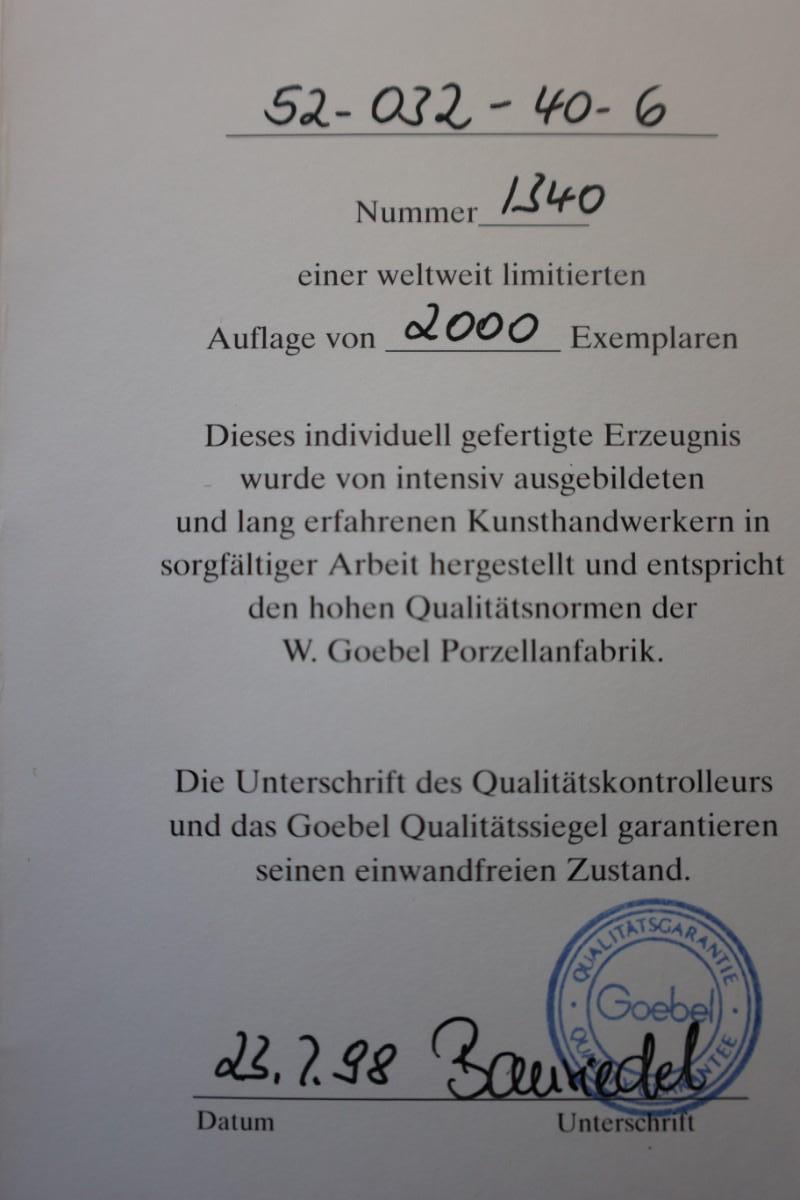 52-032-40-6
Nummer 1340
einer weltweit limitierten
Auflage von 2000 Exemplaren
Dieses individuell gefertigte Erzeugnis
wurde von intensiv ausgebildeten
und lang erfahrenen Kunsthandwerkern in
sorgfältiger Arbeit hergestellt und entspricht
den hohen Qualitätsnormen der
W. Goebel Porzellanfabrik.
Die Unterschrift des Qualitätskontrolleurs
und das Goebel Qualitätssiegel garantieren
seinen einwandfreien Zustand.
QUALITÄTSGARANTIE
Goebel
23.7.98 Bauriedel
Datum Unterschrift